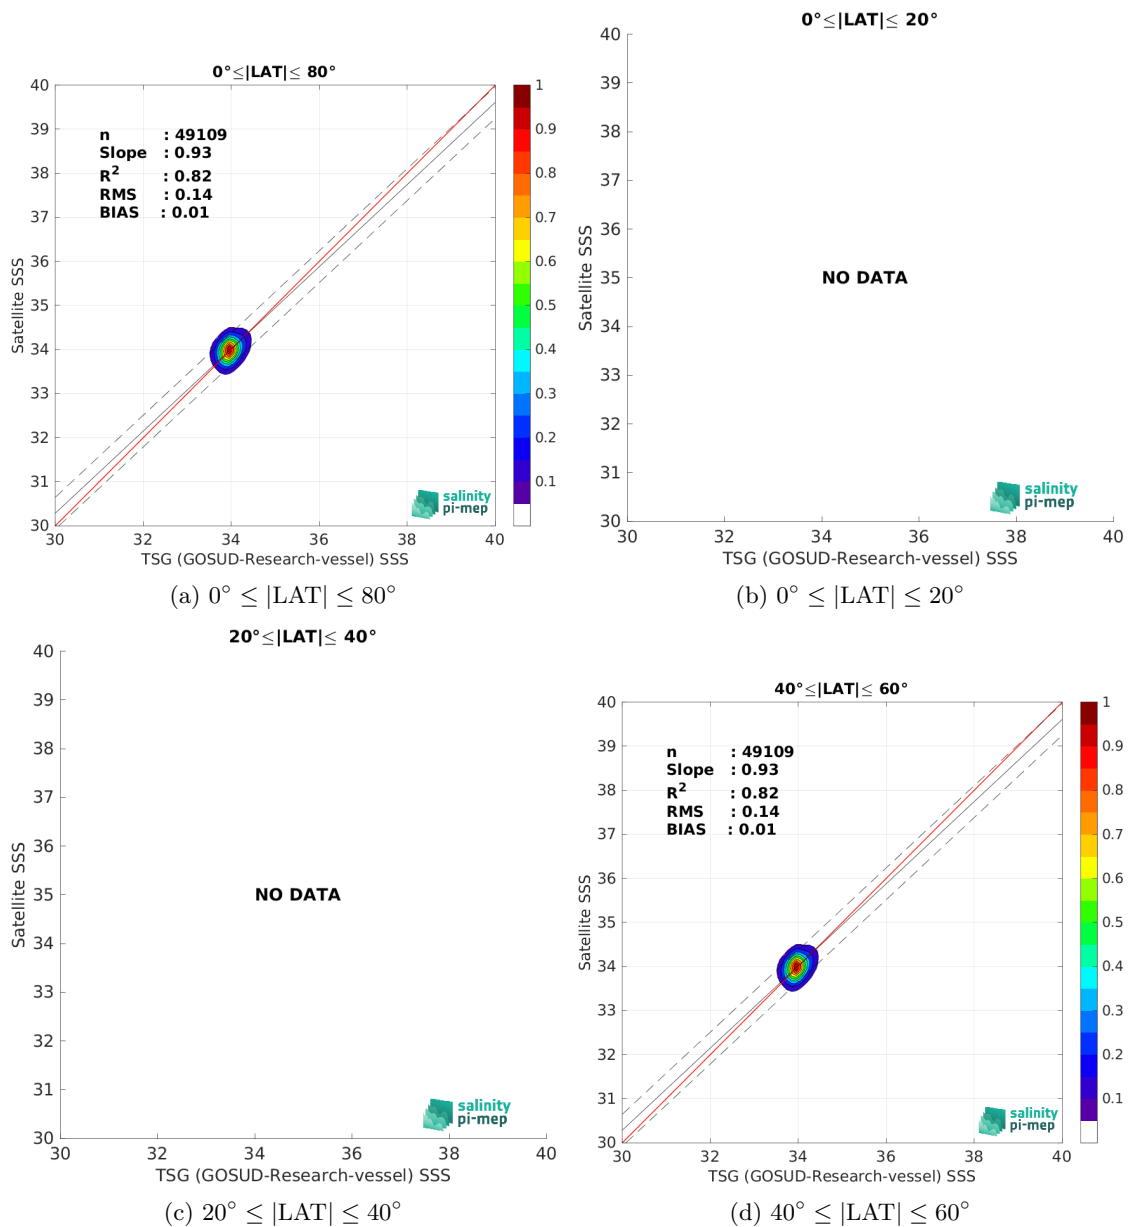 0°≤|LAT|≤ 80°
40
39
38
37
36
35
34
33
32
31
30
n : 49109
Slope : 0.93
R² : 0.82
RMS : 0.14
BIAS : 0.01
Satellite SSS
30 32 34 36 38 40
TSG (GOSUD-Research-vessel) SSS
salinity
pi-mep
1
0.9
0.8
0.7
0.6
0.5
0.4
0.3
0.2
0.1
(a) 0° ≤ |LAT| ≤ 80°
0°≤|LAT|≤ 20°
40
39
38
37
36
35
34
33
32
31
30
Satellite SSS
NO DATA
salinity
pi-mep
30 32 34 36 38 40
TSG (GOSUD-Research-vessel) SSS
(b) 0° ≤ |LAT| ≤ 20°
20°≤|LAT|≤ 40°
40
39
38
37
36
35
34
33
32
31
30
Satellite SSS
NO DATA
salinity
pi-mep
30 32 34 36 38 40
TSG (GOSUD-Research-vessel) SSS
(c) 20° ≤ |LAT| ≤ 40°
40°≤|LAT|≤ 60°
40
39
38
37
36
35
34
33
32
31
30
n : 49109
Slope : 0.93
R² : 0.82
RMS : 0.14
BIAS : 0.01
Satellite SSS
salinity
pi-mep
30 32 34 36 38 40
TSG (GOSUD-Research-vessel) SSS
1
0.9
0.8
0.7
0.6
0.5
0.4
0.3
0.2
0.1
(d) 40° ≤ |LAT| ≤ 60°